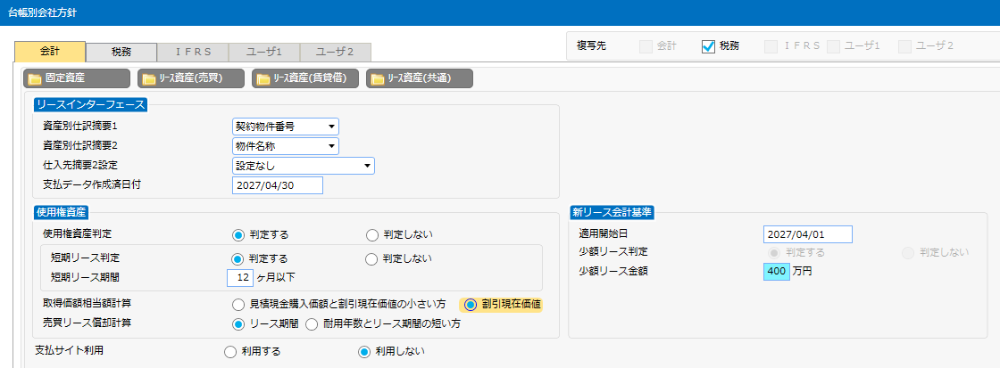 台帳別会社方針
会計 税務 IFRS ユーザ1 ユーザ2
複写先 会計 税務 IFRS ユーザ1 ユーザ2
固定資産 リース資産(売買) リース資産(賃貸借) リース資産(共通)
リースインターフェース
資産別仕訳摘要1 契約物件番号
資産別仕訳摘要2 物件名称
仕入先摘要2設定 設定なし
支払データ作成済日付 2027/04/30
使用権資産
使用権資産判定 判定する 判定しない
短期リース判定 判定する 判定しない
短期リース期間 12 ヶ月以下
取得価額相当額計算 見積現金購入価額と割引現在価値の小さい方 割引現在価値
売買リース償却計算 リース期間 耐用年数とリース期間の短い方
新リース会計基準
適用開始日 2027/04/01
少額リース判定 判定する 判定しない
少額リース金額 400 万円
支払サイト利用 利用する 利用しない